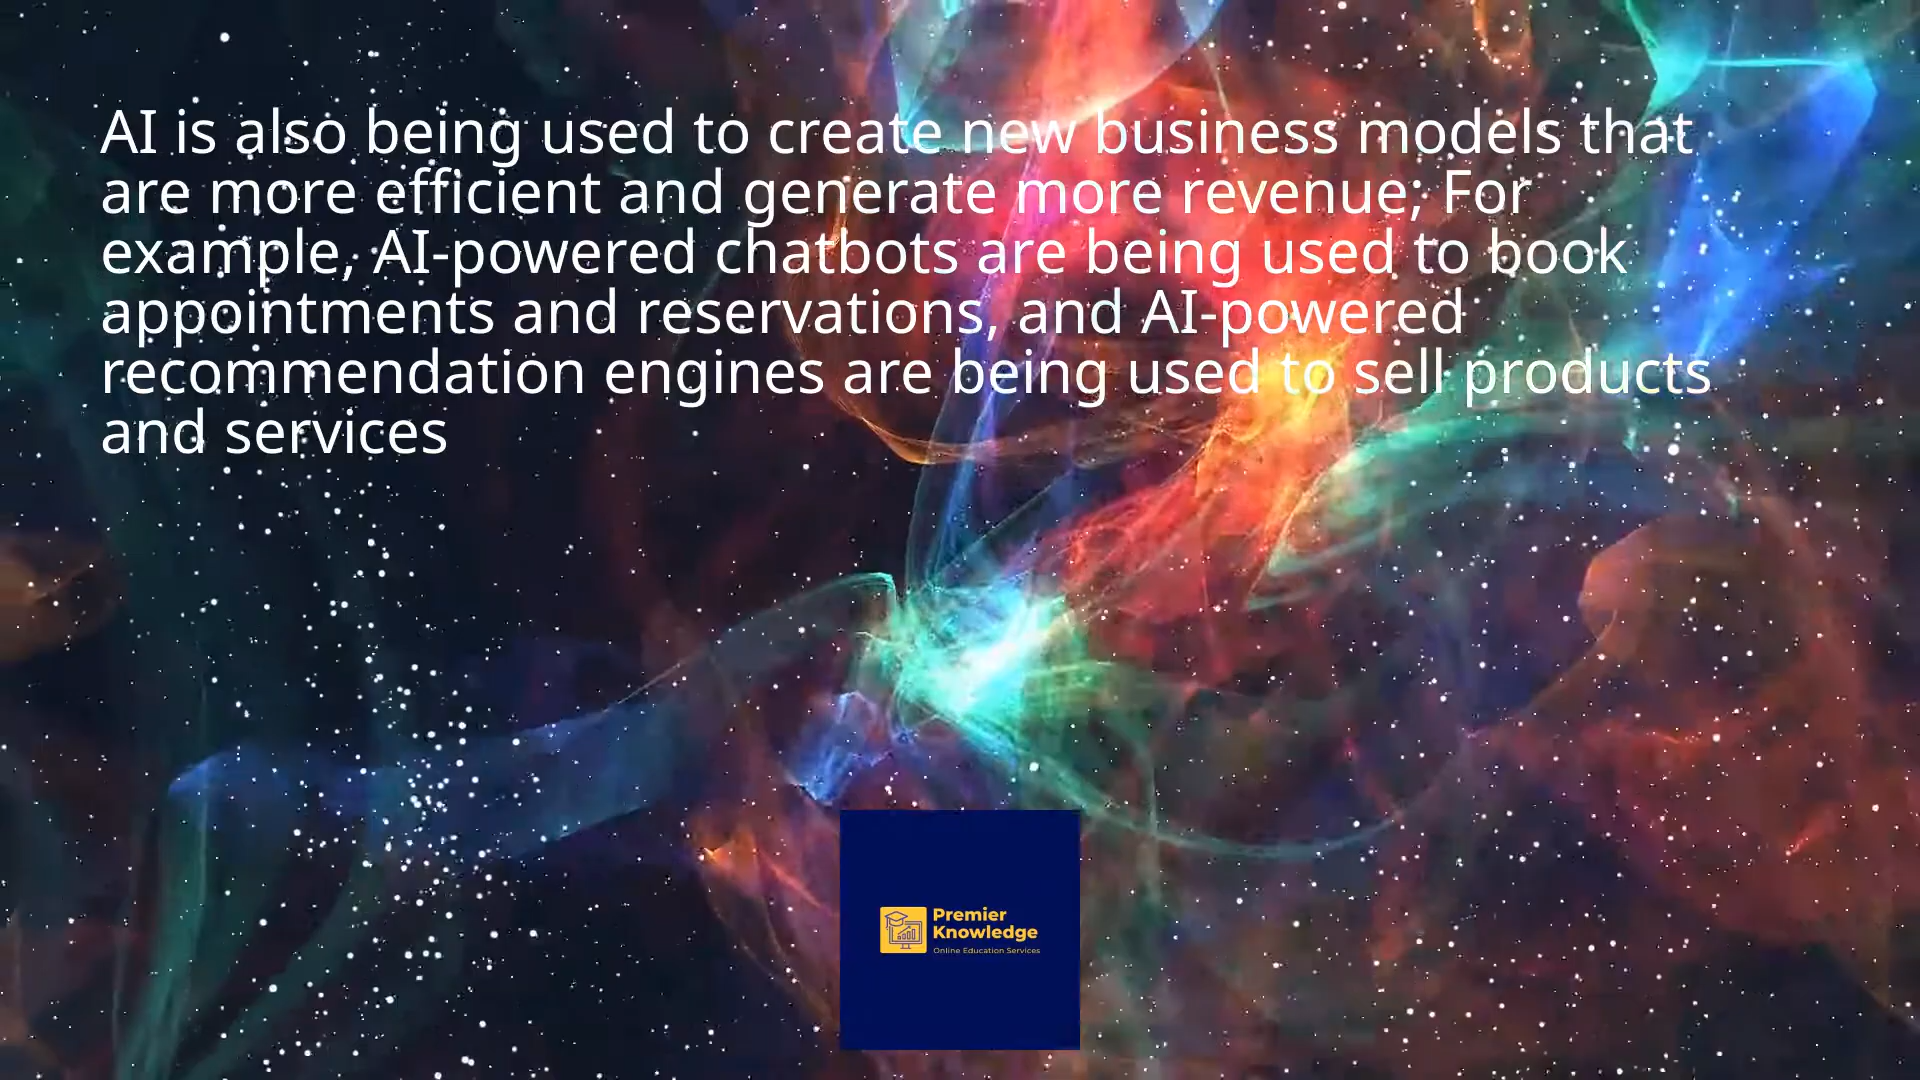 AI is also being used to create new business models that
are more efficient and generate more revenue; For
example, AI-powered chatbots are being used to book
appointments and reservations, and AI-powered
recommendation engines are being used to sell products
and services
Premier
Knowledge
Online Education Services